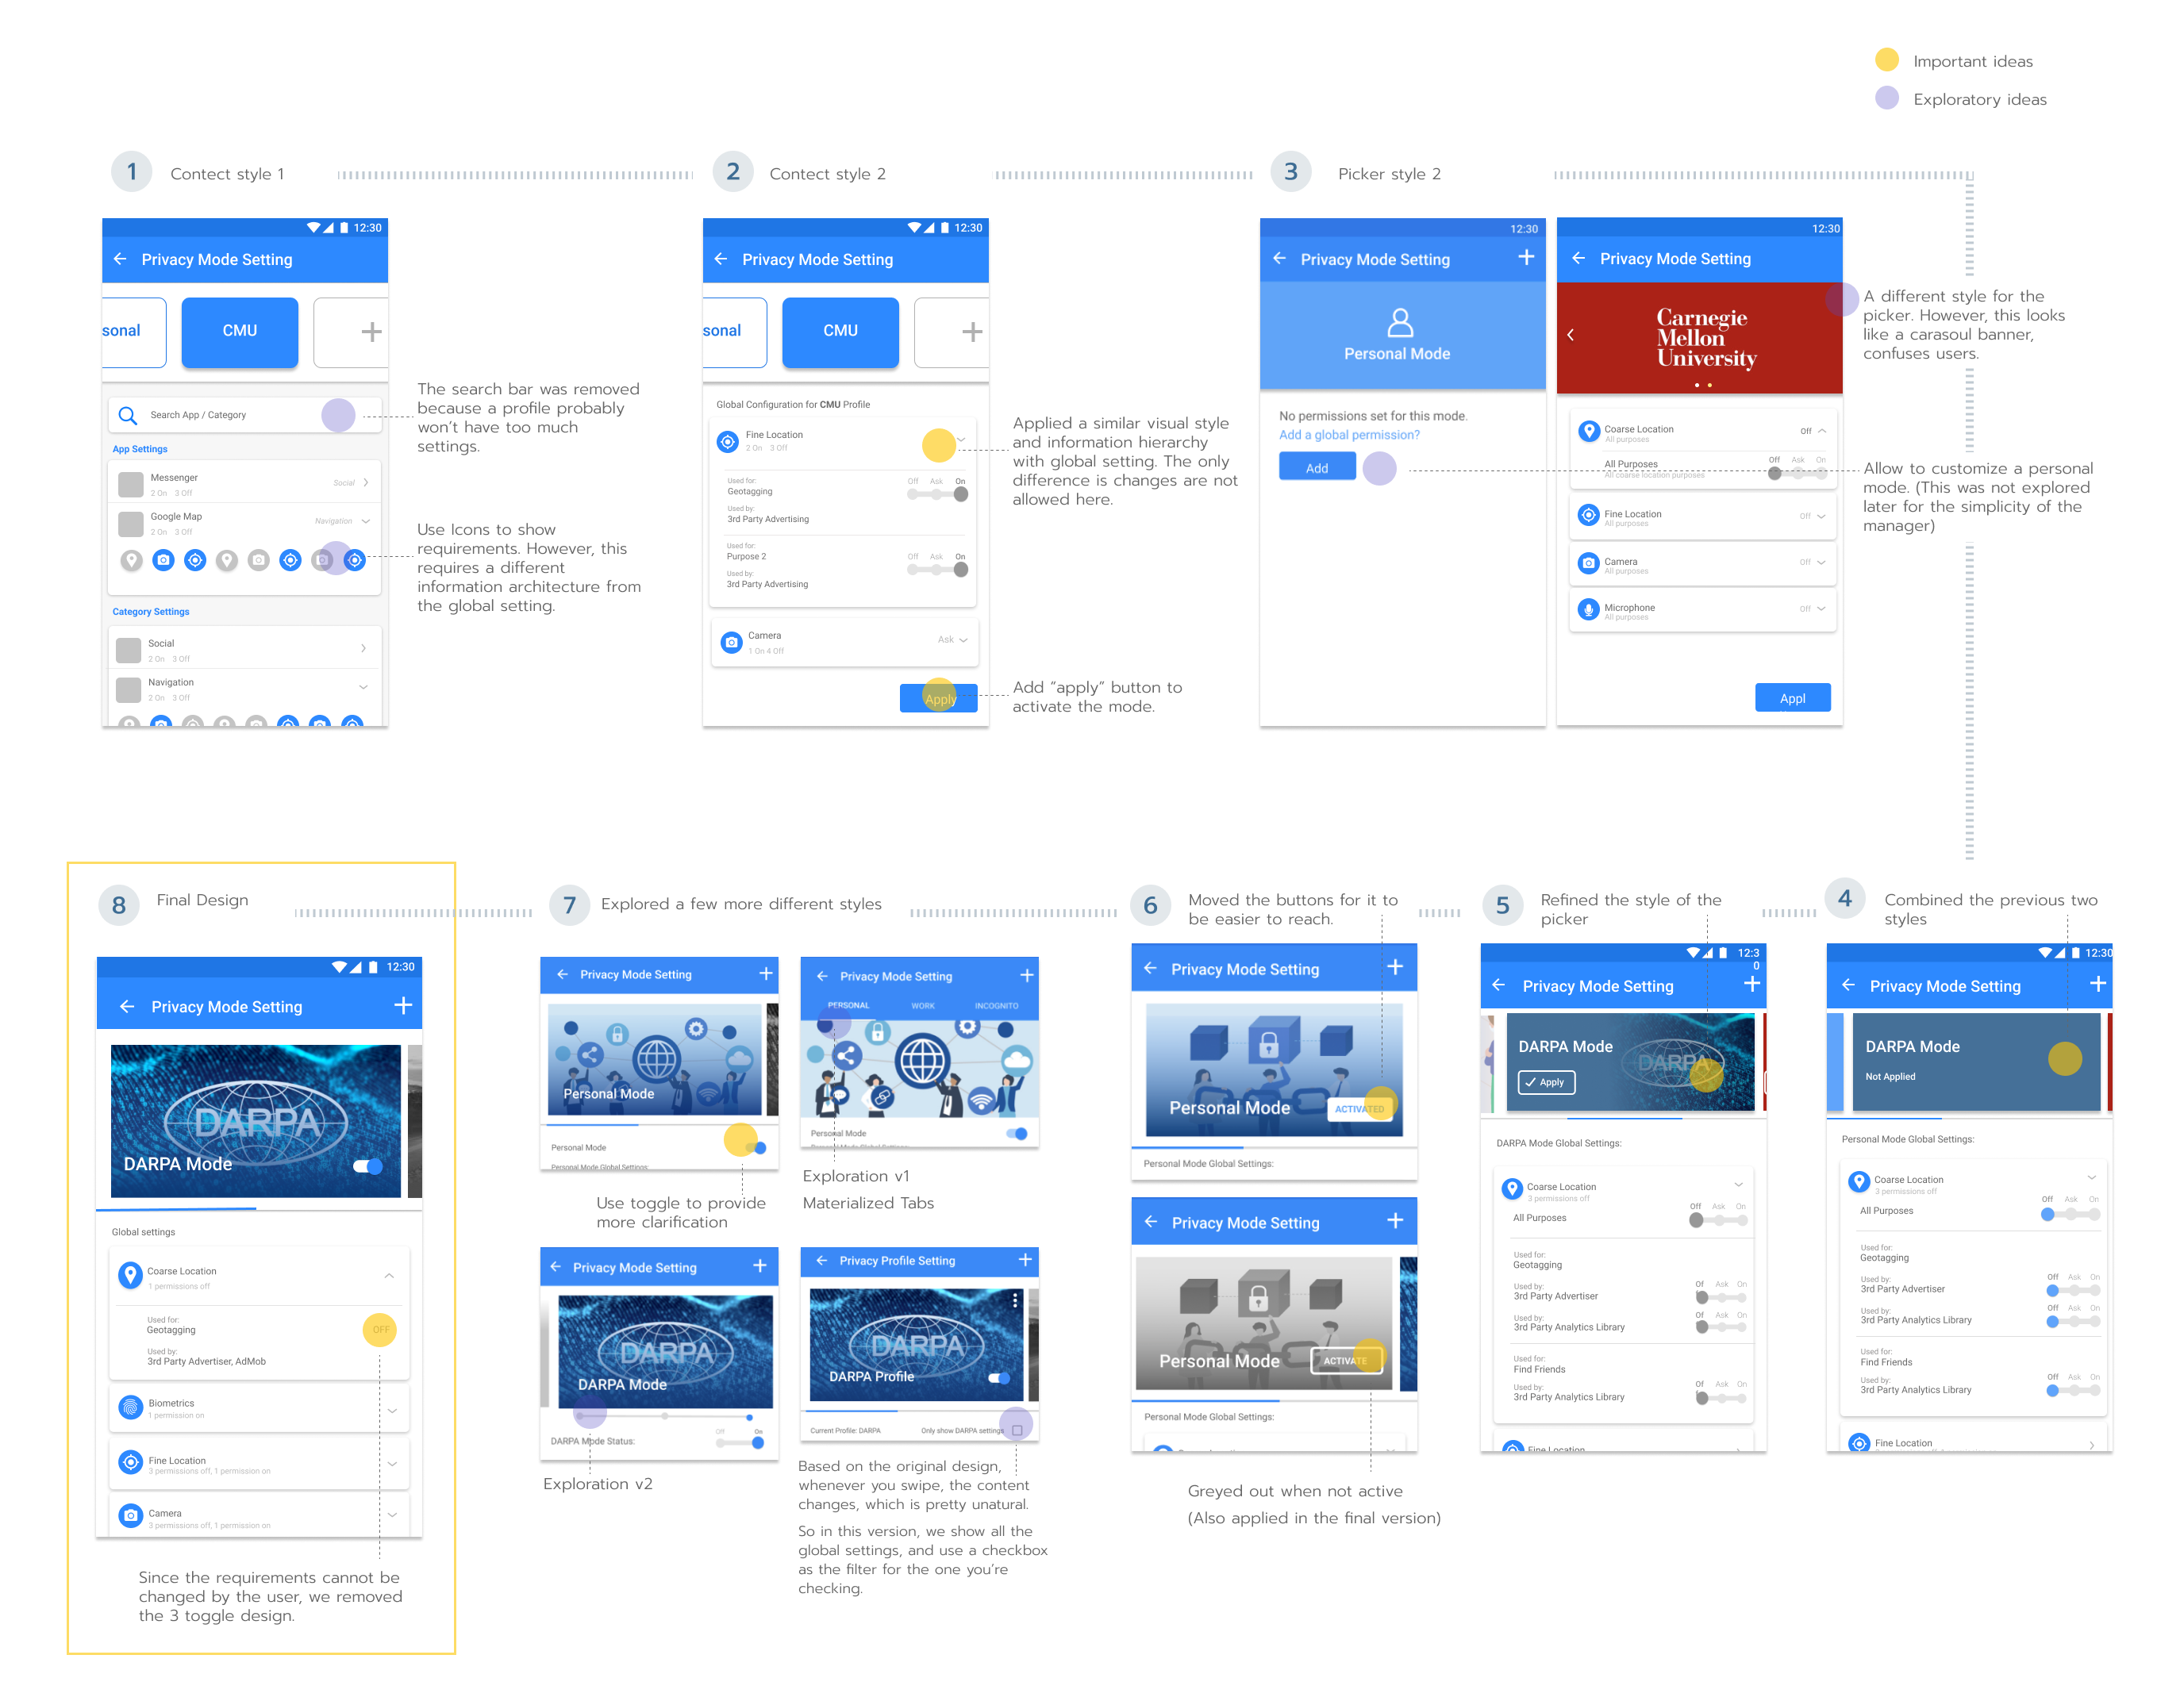 Important ideas
Exploratory ideas
1
Contect style 1
2
Contect style 2
3
Picker style 2
12:30
Privacy Mode Setting
sonal
CMU
Search App / Category
App Settings
Messenger
2 On 3 Off
Social
Google Map
2 On 3 Off
Navigation
Category Settings
Social
2 On 3 Off
Navigation
2 On 3 Off
The search bar was removed
because a profile probably
won't have too much
settings.
Use Icons to show
requirements. However, this
requires a different
information architecture from
the global setting.
12:30
Privacy Mode Setting
sonal
CMU
Global Configuration for CMU Profile
Fine Location
2 On 3 Off
Used for:
Geotagging
Off Ask On
Used by:
3rd Party Advertising
Used for:
Purpose 2
Off Ask On
Used by:
3rd Party Advertising
Camera
1 On 4 Off
Ask
Apply
Applied a similar visual style
and information hierarchy
with global setting. The only
difference is changes are not
allowed here.
Add "apply" button to
activate the mode.
12:30
Privacy Mode Setting
Personal Mode
No permissions set for this mode.
Add a global permission?
Add
12:30
Privacy Mode Setting
Carnegie
Mellon
University
Coarse Location
All purposes
Off
All Purposes
All coarse location purposes
Off Ask On
Fine Location
All purposes
Off
Camera
All purposes
Off
Microphone
All purposes
Off
Appl
A different style for the
picker. However, this looks
like a carasoul banner,
confuses users.
Allow to customize a personal
mode. (This was not explored
later for the simplicity of the
manager)
8
Final Design
12:30
Privacy Mode Setting
DARPA
DARPA Mode
Global settings
Coarse Location
1 permissions off
Used for:
Geotagging
OFF
Used by:
3rd Party Advertiser, AdMob
Biometrics
1 permission on
Fine Location
3 permissions off, 1 permission on
Camera
3 permissions off, 1 permission on
Since the requirements cannot be
changed by the user, we removed
the 3 toggle design.
7
Explored a few more different styles
Privacy Mode Setting
Personal Mode
Personal Mode
Personal Mode Global Settings:
Use toggle to provide
more clarification
Privacy Mode Setting
PERSONAL WORK INCOGNITO
Personal Mode
Personal Mode Global Settings
Exploration v1
Materialized Tabs
Privacy Mode Setting
DARPA
DARPA Mode
DARPA Mode Status:
Off On
Exploration v2
Privacy Profile Setting
DARPA
DARPA Profile
Current Profile: DARPA
Only show DARPA settings
Based on the original design,
whenever you swipe, the content
changes, which is pretty unatural.
So in this version, we show all the
global settings, and use a checkbox
as the filter for the one you're
checking.
6
Moved the buttons for it to
be easier to reach.
Privacy Mode Setting
Personal Mode
ACTIVATED
Personal Mode Global Settings:
Privacy Mode Setting
Personal Mode
ACTIVATE
Personal Mode Global Settings:
Greyed out when not active
(Also applied in the final version)
5
Refined the style of the
picker
12:3
0
Privacy Mode Setting
DARPA Mode
DARPA
Apply
DARPA Mode Global Settings:
Coarse Location
3 permissions off
Off Ask On
All Purposes
Used for:
Geotagging
Used by:
3rd Party Advertiser
Of Ask On
3rd Party Analytics Library
Of Ask On
Used for:
Find Friends
Used by:
3rd Party Analytics Library
Of Ask On
Fine Location
4
Combined the previous two
styles
12:30
Privacy Mode Setting
DARPA Mode
Not Applied
Personal Mode Global Settings:
Coarse Location
3 permissions off
Off Ask On
All Purposes
Used for:
Geotagging
Used by:
3rd Party Advertiser
Off Ask On
Used by:
3rd Party Analytics Library
Off Ask On
Used for:
Find Friends
Used by:
3rd Party Analytics Library
Off Ask On
Fine Location